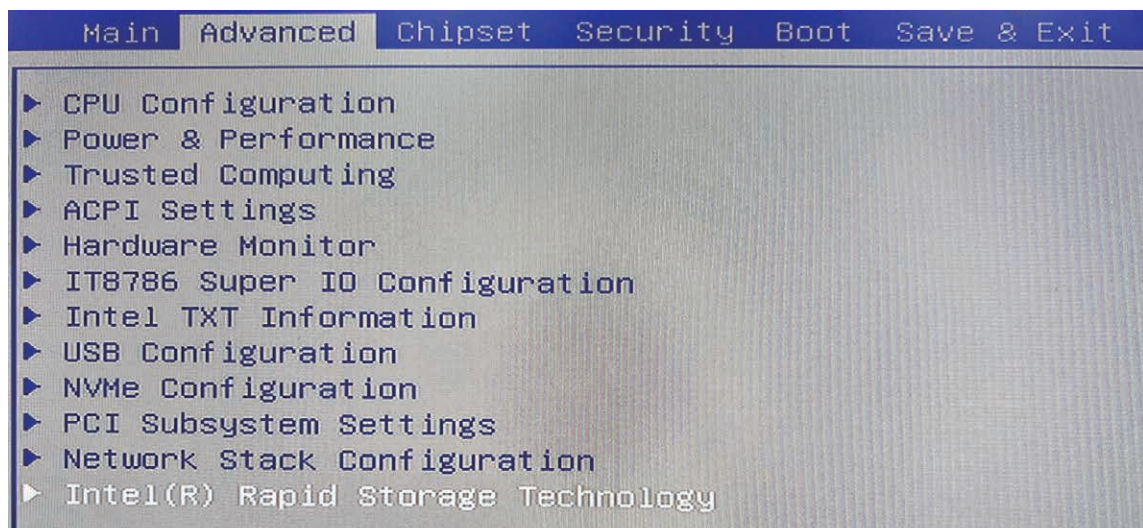 Main Advanced Chipset Security Boot Save & Exit
CPU Configuration
Power & Performance
Trusted Computing
ACPI Settings
Hardware Monitor
IT8786 Super IO Configuration
Intel TXT Information
USB Configuration
NVMe Configuration
PCI Subsystem Settings
Network Stack Configuration
Intel(R) Rapid Storage Technology